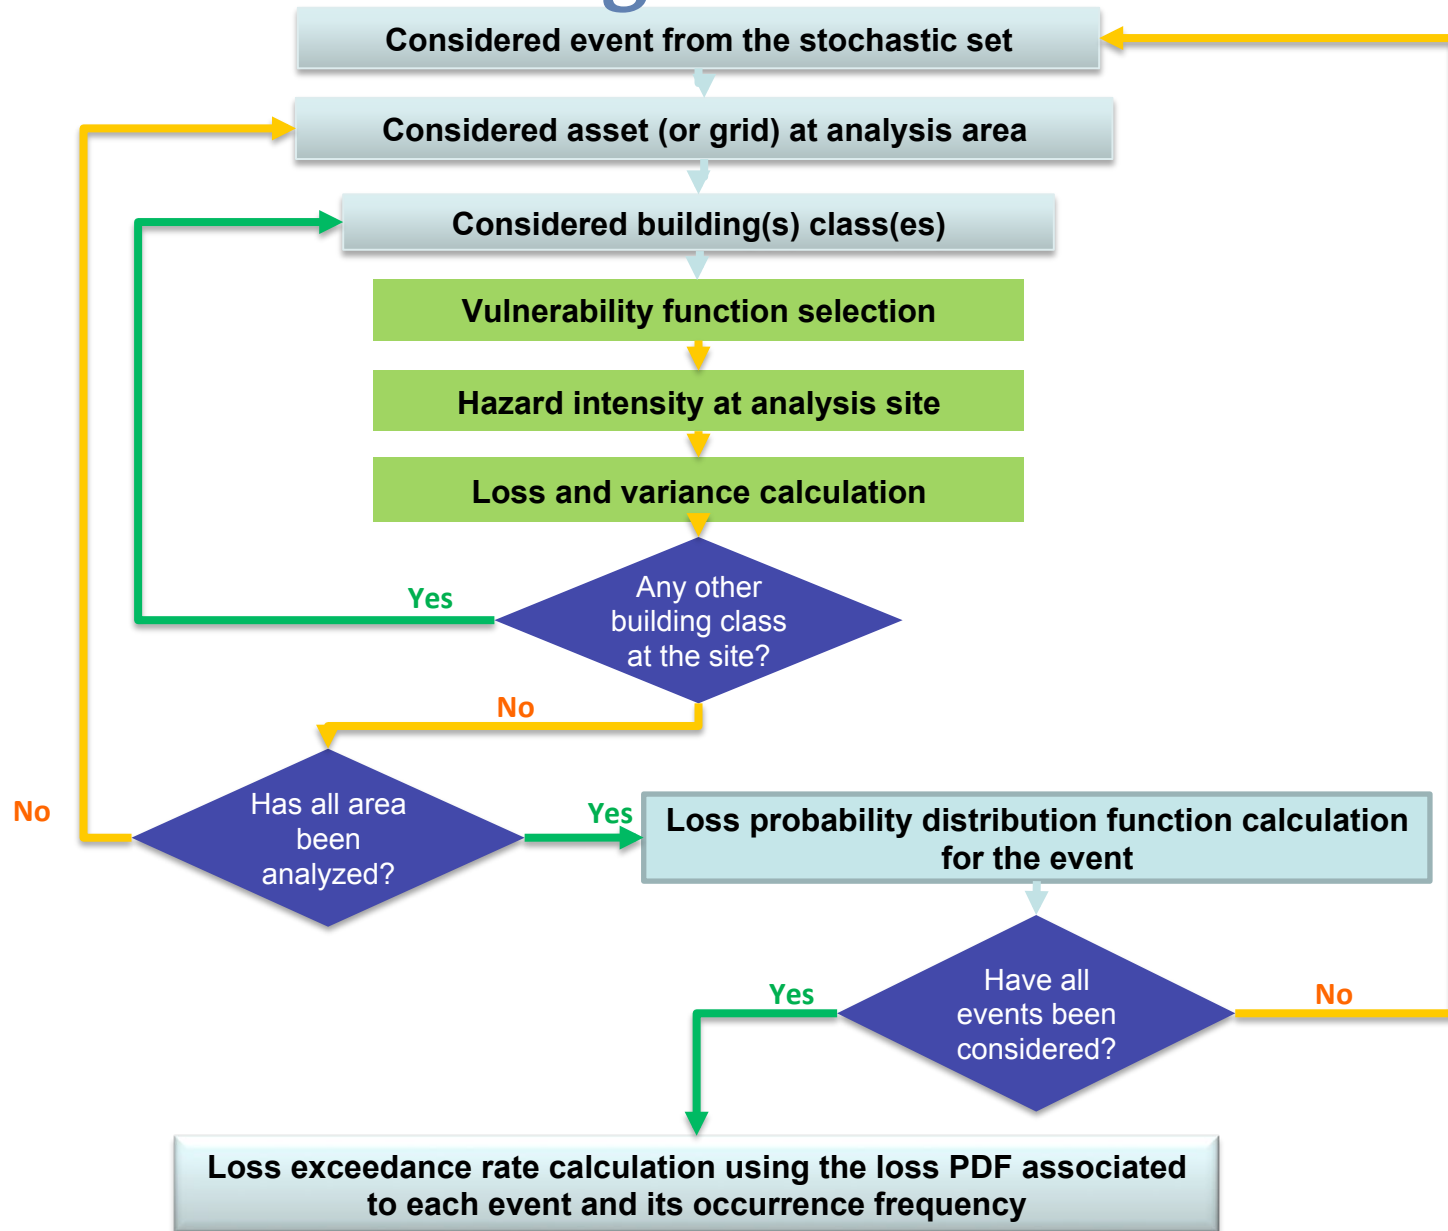 g
Considered event from the stochastic set
Considered asset (or grid) at analysis area
Considered building(s) class(es)
Vulnerability function selection
Hazard intensity at analysis site
Loss and variance calculation
Any other
building class
at the site?
Yes
No
Has all area
been
analyzed?
No
Yes
Loss probability distribution function calculation
for the event
Have all
events been
considered?
Yes
No
Loss exceedance rate calculation using the loss PDF associated
to each event and its occurrence frequency